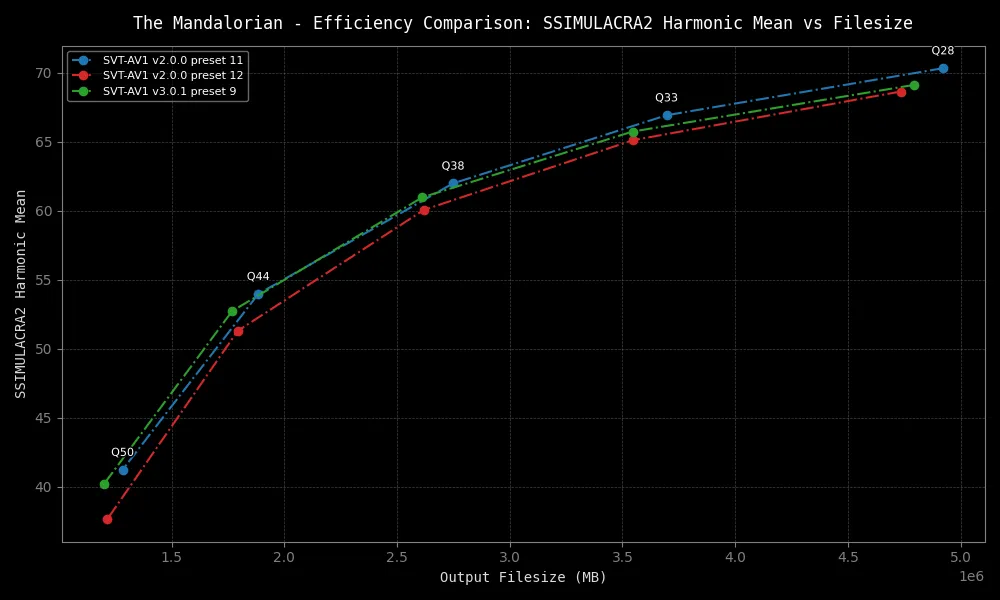 The Mandalorian - Efficiency Comparison: SSIMULACRA2 Harmonic Mean vs Filesize
SVT-AV1 v2.0.0 preset 11
SVT-AV1 v2.0.0 preset 12
SVT-AV1 v3.0.1 preset 9
Q28
Q33
Q38
Q44
Q50
SSIMULACRA2 Harmonic Mean
70
65
60
55
50
45
40
1.5 2.0 2.5 3.0 3.5 4.0 4.5 5.0
1e6
Output Filesize (MB)